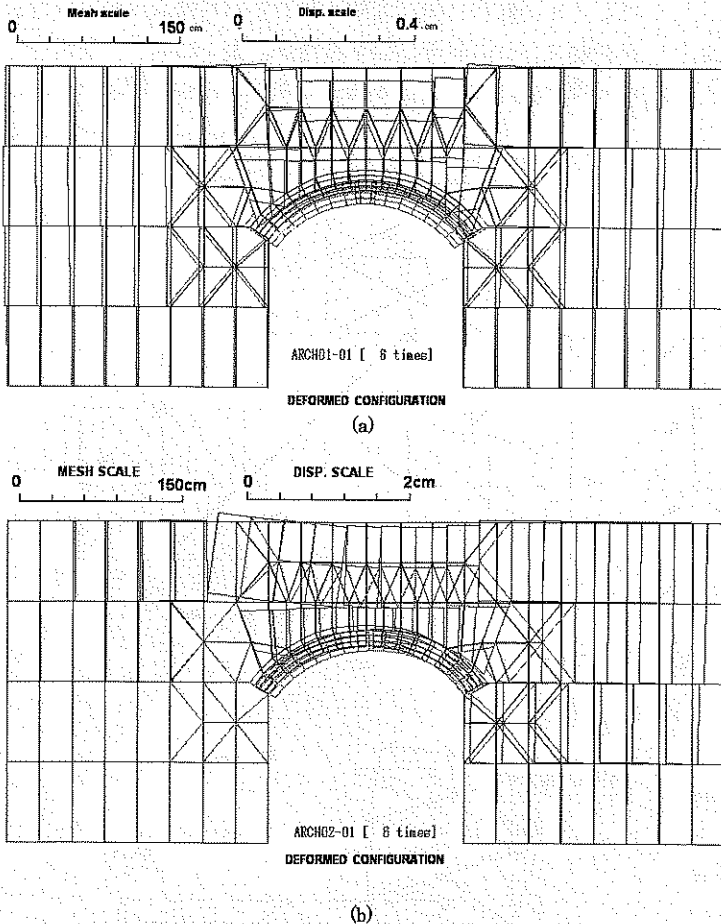 Mesh scale Disp. scale
0 150 cm 0 0.4 cm
ARCH01-01 [ 6 times]
DEFORMED CONFIGURATION
(a)
MESH SCALE DISP. SCALE
0 150cm 0 2cm
ARCH02-01 [ 8 times]
DEFORMED CONFIGURATION
(b)